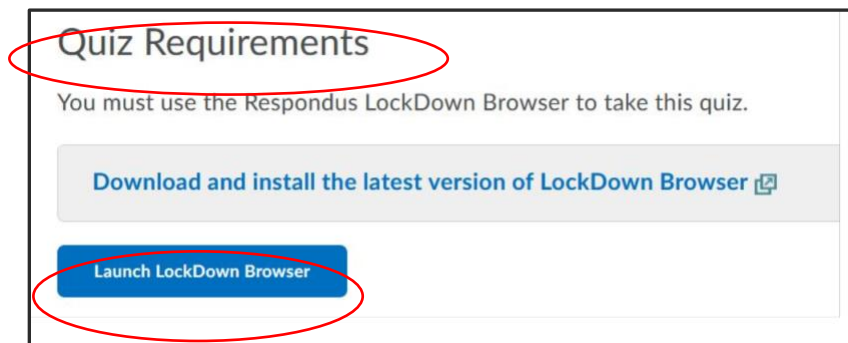 Quiz Requirements
You must use the Respondus LockDown Browser to take this quiz.
Download and install the latest version of LockDown Browser
Launch LockDown Browser